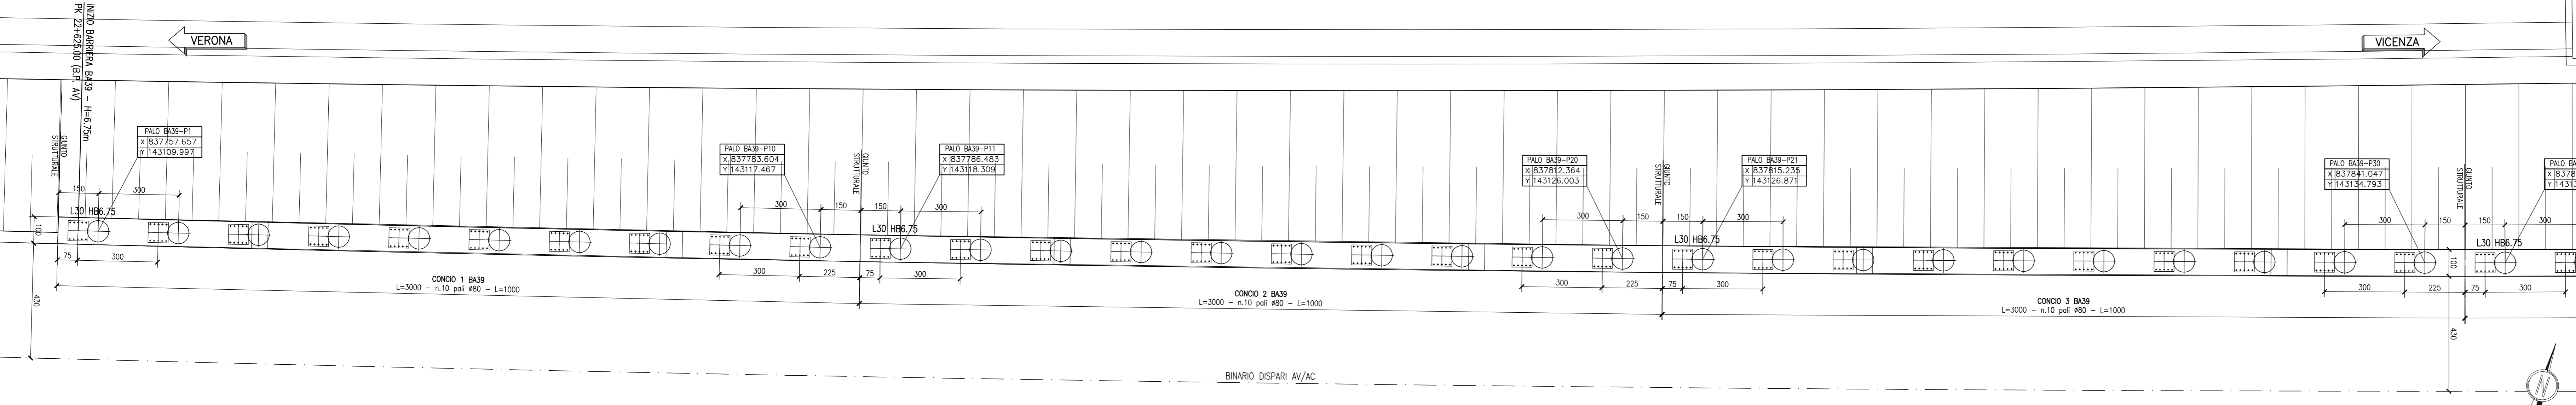 INIZIO BARRIERA BA39 - H=6.75m
PK 22+625.00 (B.P. AV)
VERONA
VICENZA
GIUNTO
STRUTTURALE
PALO BA39-P1
X 837757.657
Y 143109.997
PALO BA39-P10
X 837783.604
Y 143117.467
GIUNTO
STRUTTURALE
PALO BA39-P11
X 837786.483
Y 143118.309
PALO BA39-P20
X 837812.364
Y 143126.003
GIUNTO
STRUTTURALE
PALO BA39-P21
X 837815.235
Y 143126.871
PALO BA39-P30
X 837841.047
Y 143134.793
GIUNTO
STRUTTURALE
150
300
300
150
150
300
300
150
150
300
300
150
150
300
L30 HB6.75
L30 HB6.75
L30 HB6.75
L30 HB6.75
100
100
75
300
300
225
75
300
300
225
75
300
300
225
75
300
430
430
CONCIO 1 BA39
L=3000 - n.10 pali ø80 - L=1000
CONCIO 2 BA39
L=3000 - n.10 pali ø80 - L=1000
CONCIO 3 BA39
L=3000 - n.10 pali ø80 - L=1000
BINARIO DISPARI AV/AC
N